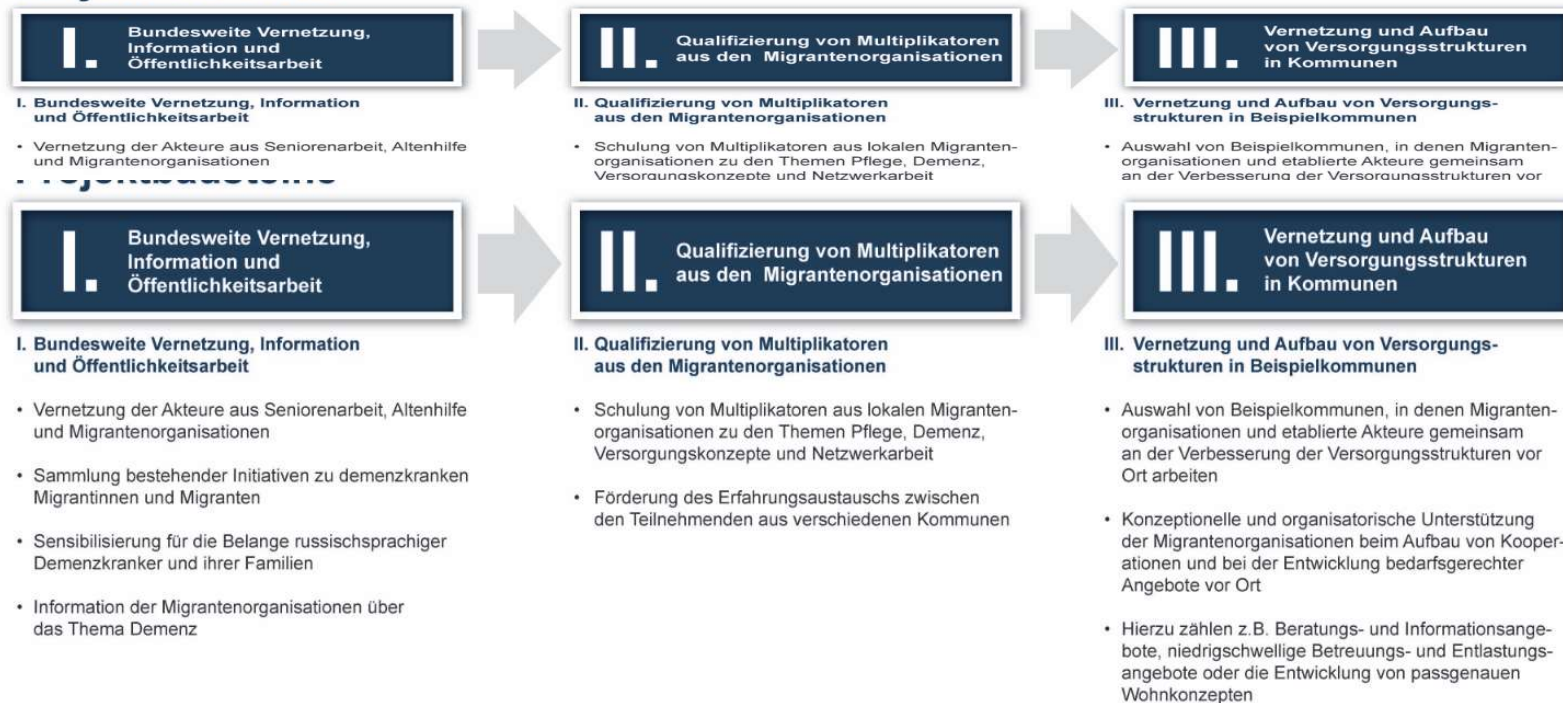 I.
Bundesweite Vernetzung,
Information und
Öffentlichkeitsarbeit
II.
Qualifizierung von Multiplikatoren
aus den Migrantenorganisationen
III.
Vernetzung und Aufbau
von Versorgungsstrukturen
in Kommunen
I. Bundesweite Vernetzung, Information
und Öffentlichkeitsarbeit
• Vernetzung der Akteure aus Seniorenarbeit, Altenhilfe
und Migrantenorganisationen
II. Qualifizierung von Multiplikatoren
aus den Migrantenorganisationen
• Schulung von Multiplikatoren aus lokalen Migranten-
organisationen zu den Themen Pflege, Demenz,
Versorgungskonzepte und Netzwerkarbeit
III. Vernetzung und Aufbau von Versorgungs-
strukturen in Beispielkommunen
• Auswahl von Beispielkommunen, in denen Migranten-
organisationen und etablierte Akteure gemeinsam
an der Verbesserung der Versorgungsstrukturen vor
Projektbausteine
I.
Bundesweite Vernetzung,
Information und
Öffentlichkeitsarbeit
II.
Qualifizierung von Multiplikatoren
aus den Migrantenorganisationen
III.
Vernetzung und Aufbau
von Versorgungsstrukturen
in Kommunen
I. Bundesweite Vernetzung, Information
und Öffentlichkeitsarbeit
• Vernetzung der Akteure aus Seniorenarbeit, Altenhilfe
und Migrantenorganisationen
• Sammlung bestehender Initiativen zu demenzkranken
Migrantinnen und Migranten
• Sensibilisierung für die Belange russischsprachiger
Demenzkranker und ihrer Familien
• Information der Migrantenorganisationen über
das Thema Demenz
II. Qualifizierung von Multiplikatoren
aus den Migrantenorganisationen
• Schulung von Multiplikatoren aus lokalen Migranten-
organisationen zu den Themen Pflege, Demenz,
Versorgungskonzepte und Netzwerkarbeit
• Förderung des Erfahrungsaustauschs zwischen
den Teilnehmenden aus verschiedenen Kommunen
III. Vernetzung und Aufbau von Versorgungs-
strukturen in Beispielkommunen
• Auswahl von Beispielkommunen, in denen Migranten-
organisationen und etablierte Akteure gemeinsam
an der Verbesserung der Versorgungsstrukturen vor
Ort arbeiten
• Konzeptionelle und organisatorische Unterstützung
der Migrantenorganisationen beim Aufbau von Kooper-
ationen und bei der Entwicklung bedarfsgerechter
Angebote vor Ort
• Hierzu zählen z.B. Beratungs- und Informationsange-
bote, niedrigschwellige Betreuungs- und Entlastungs-
angebote oder die Entwicklung von passgenauen
Wohnkonzepten